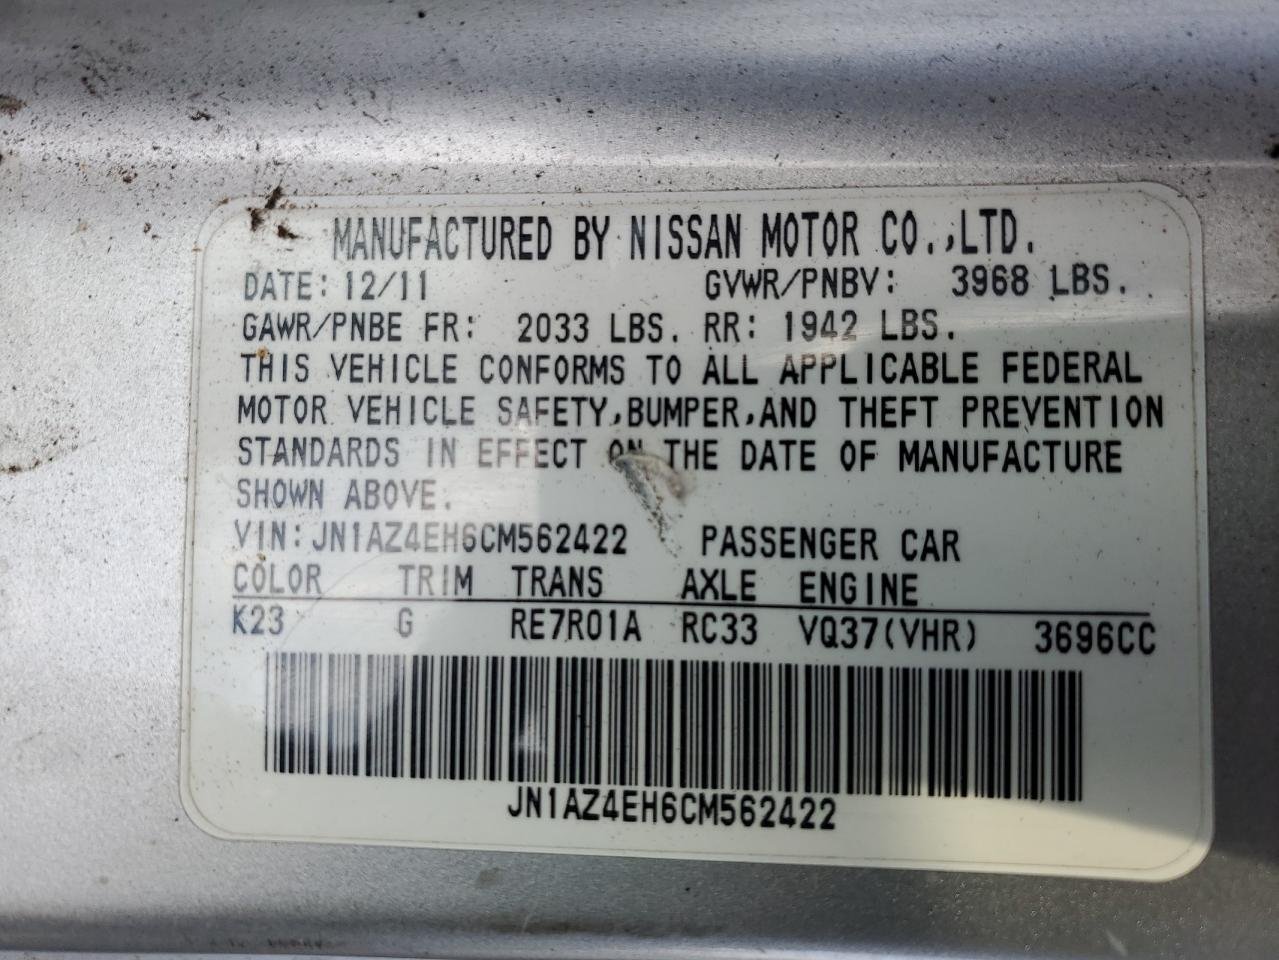 MANUFACTURED BY NISSAN MOTOR CO.,LTD.
DATE: 12/11 GVWR/PNBV: 3968 LBS.
GAWR/PNBE FR: 2033 LBS. RR: 1942 LBS.
THIS VEHICLE CONFORMS TO ALL APPLICABLE FEDERAL
MOTOR VEHICLE SAFETY,BUMPER,AND THEFT PREVENTION
STANDARDS IN EFFECT ON THE DATE OF MANUFACTURE
SHOWN ABOVE.
VIN:JN1AZ4EH6CM562422 PASSENGER CAR
COLOR TRIM TRANS AXLE ENGINE
K23 G RE7R01A RC33 VQ37(VHR) 3696CC
JN1AZ4EH6CM562422